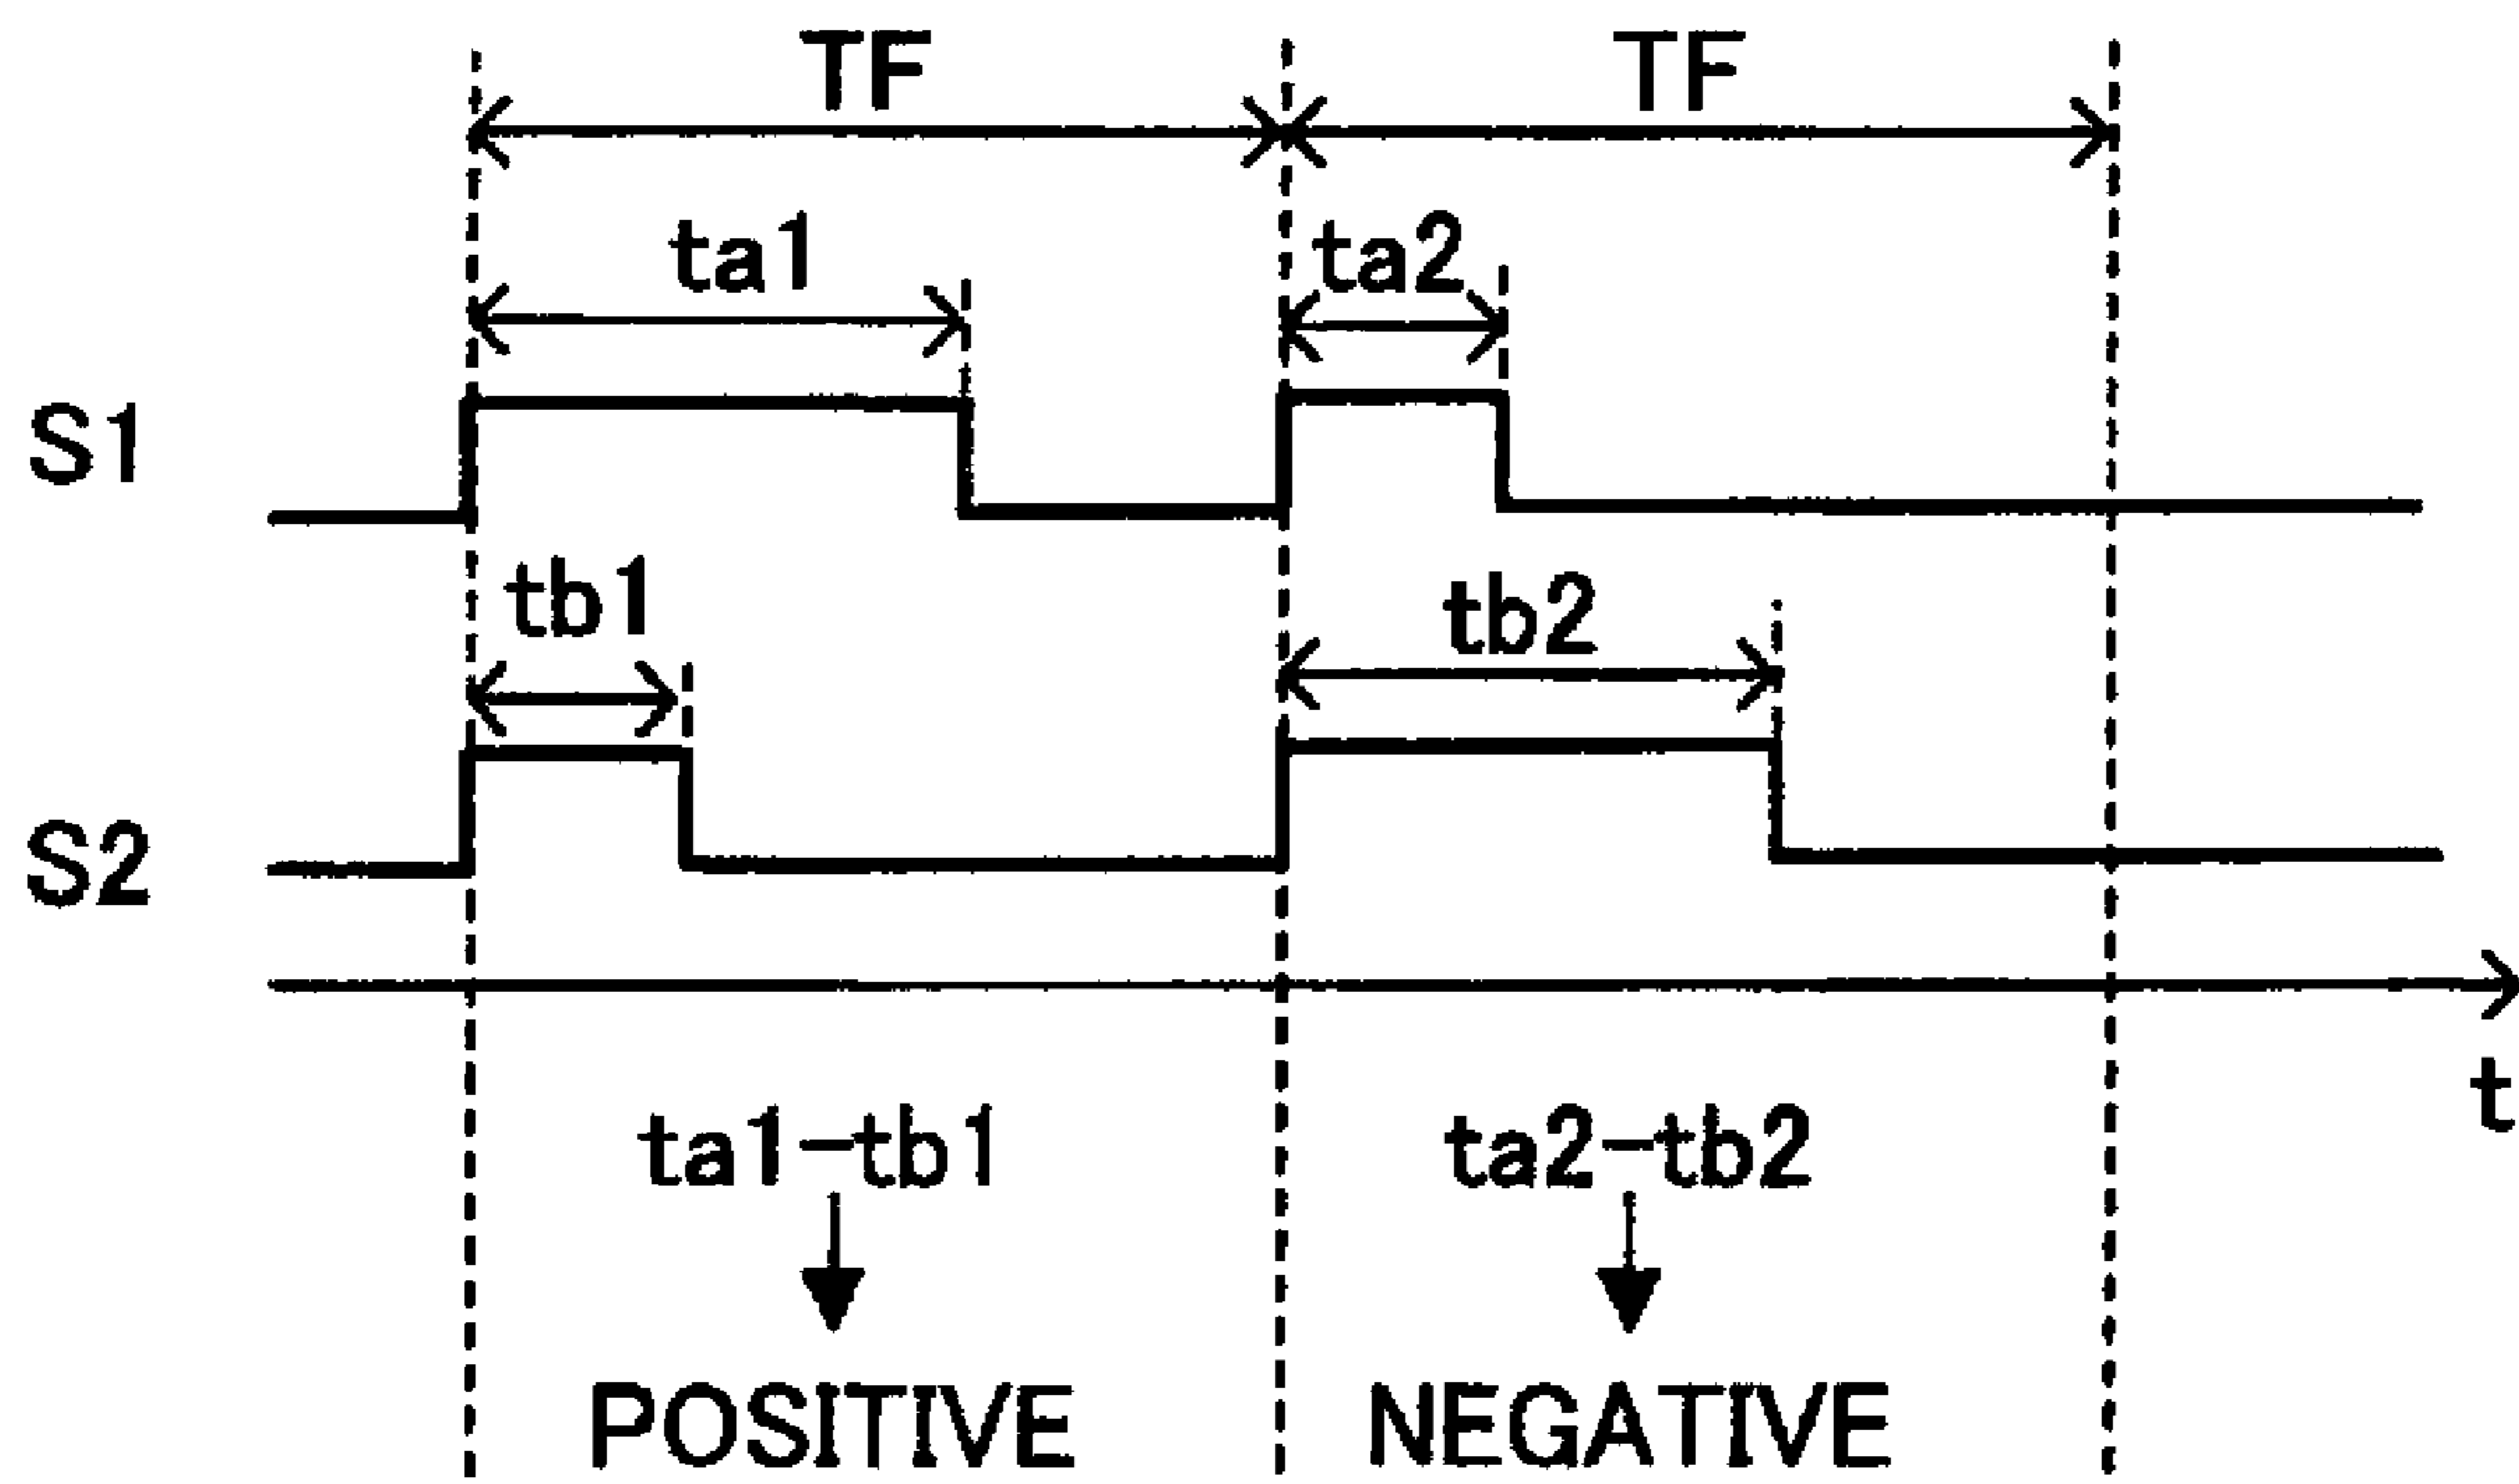 TF TF
ta1 ta2
S1
tb1 tb2
S2
t
ta1-tb1 ta2-tb2
POSITIVE NEGATIVE